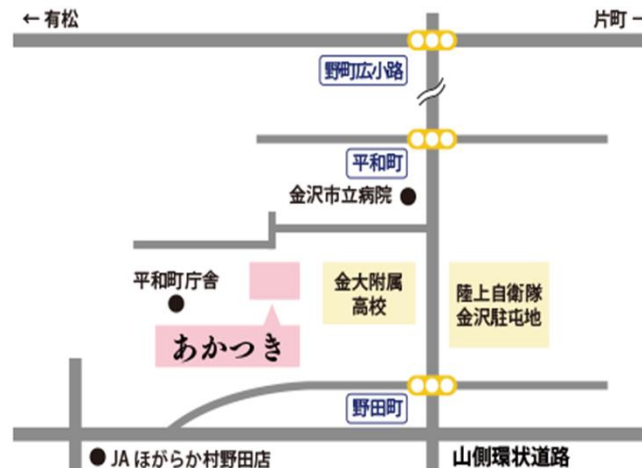 ←有松
片町→
野町広小路
平和町
金沢市立病院
平和町庁舎
金大附属
高校
陸上自衛隊
金沢駐屯地
あかつき
野田町
JA ほがらか村野田店
山側環状道路